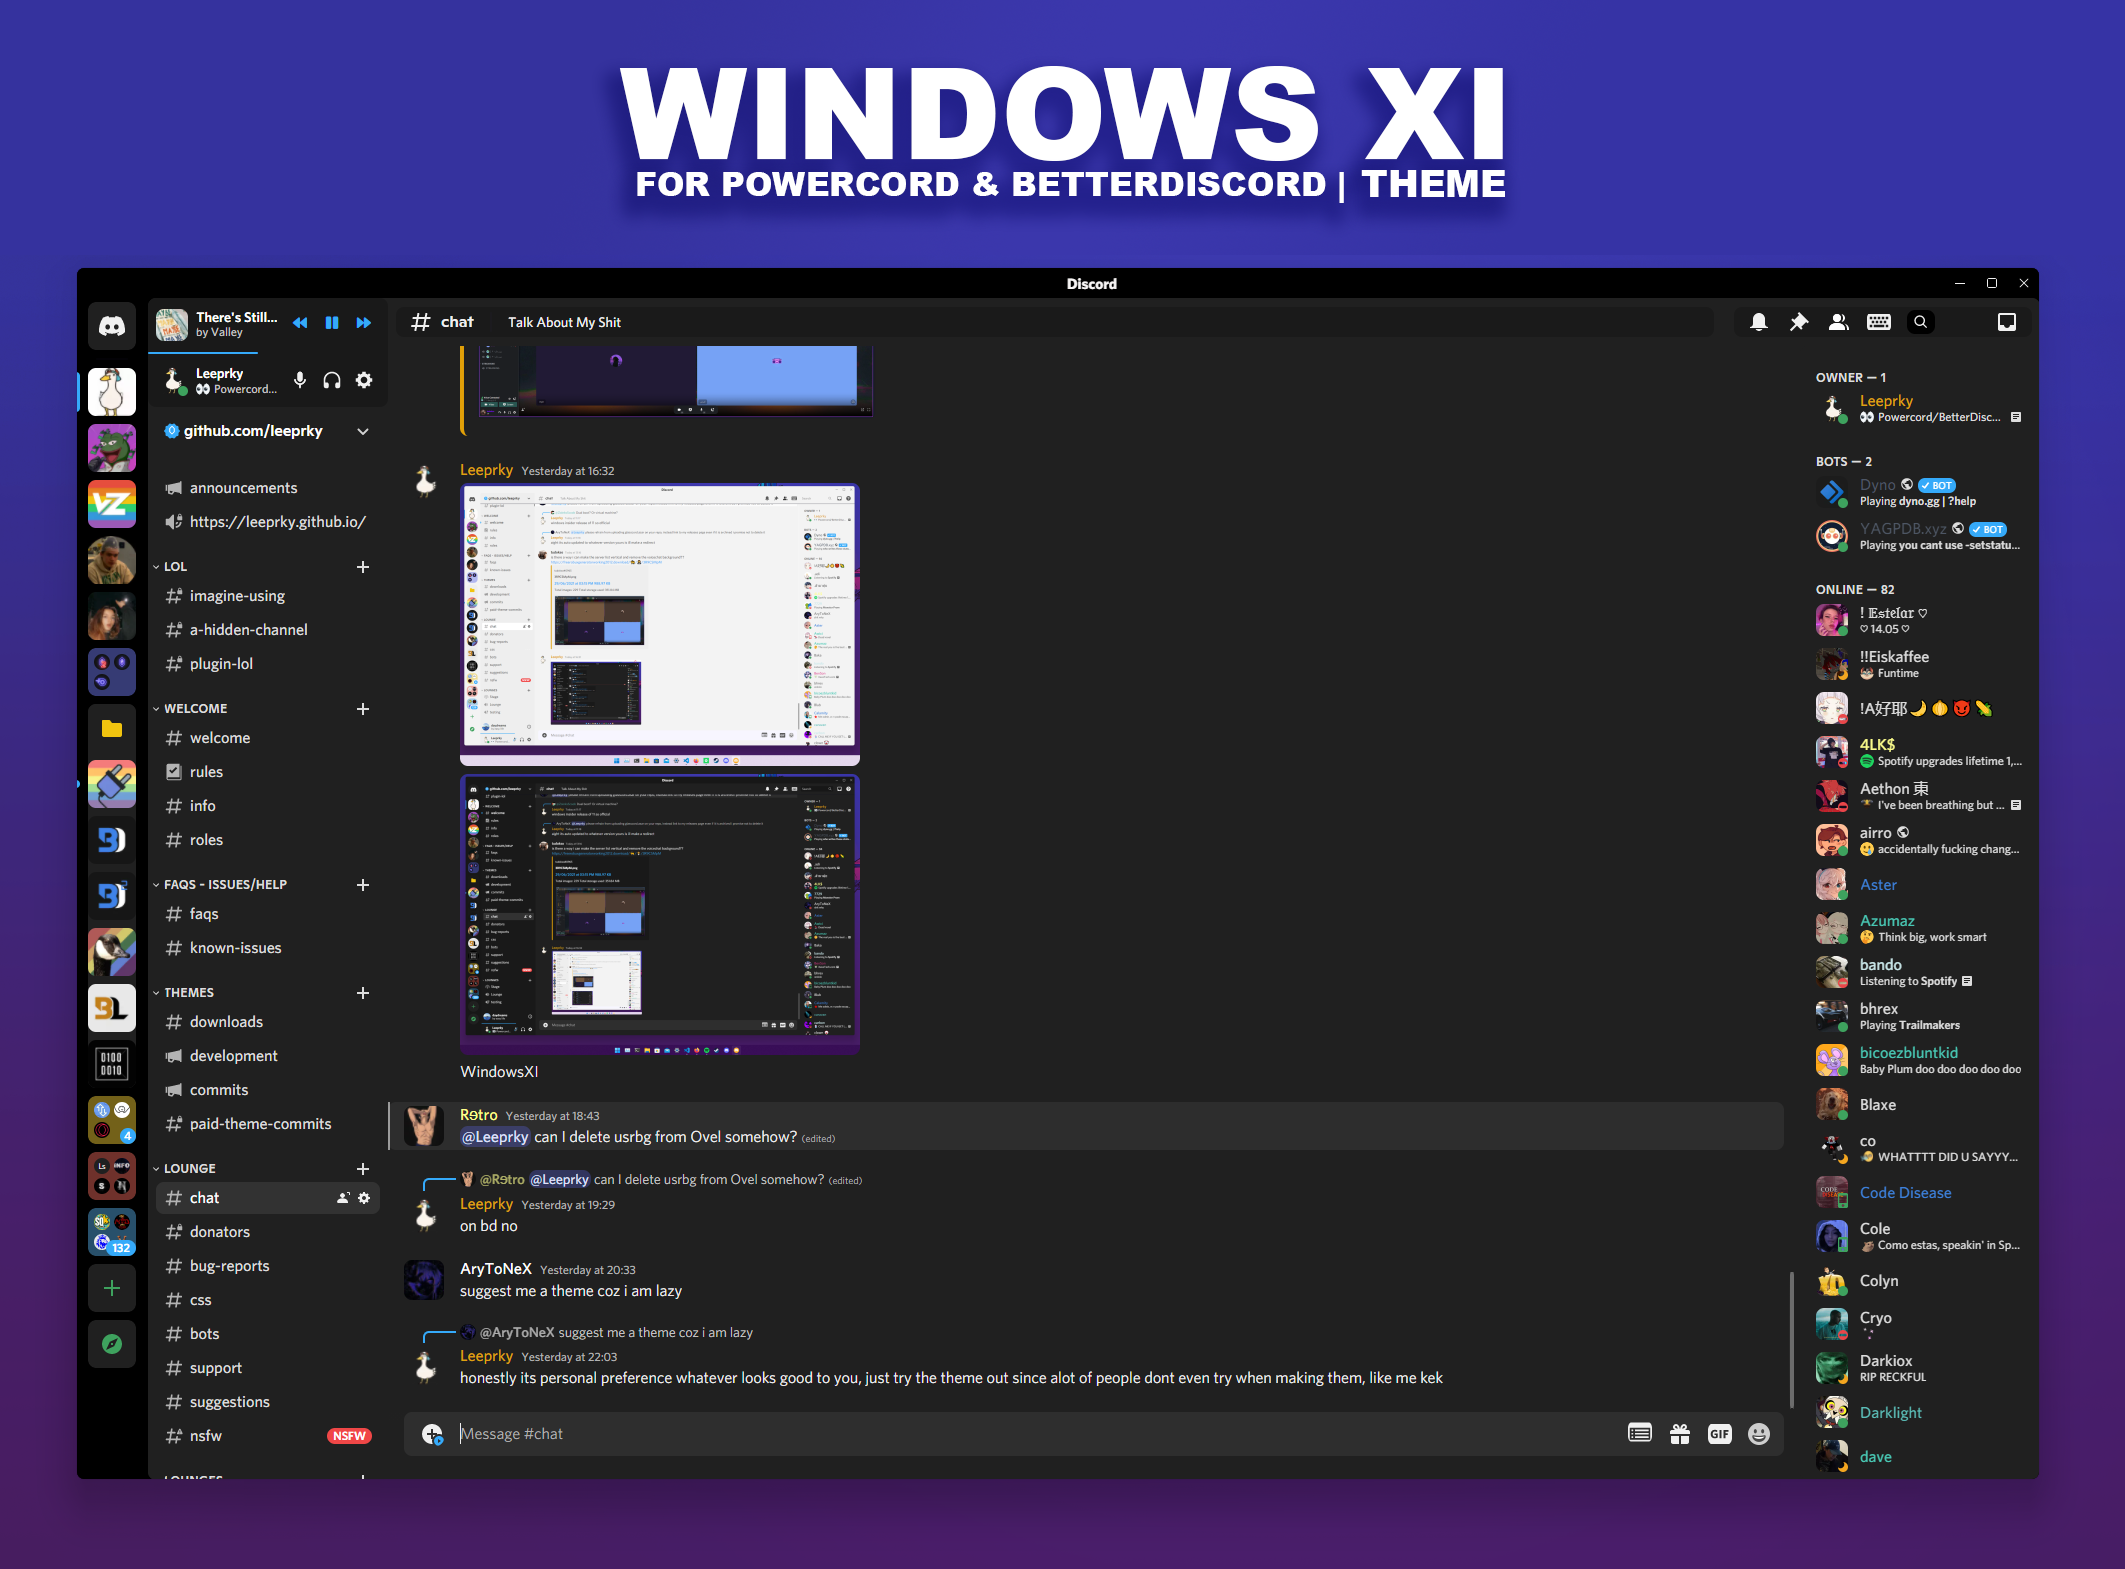 WINDOWS XI
FOR POWERCORD & BETTERDISCORD | THEME
Discord
There's Still...
by Valley
Leeprky
Powercord...
github.com/leeprky
announcements
https://leeprky.github.io/
LOL
imagine-using
a-hidden-channel
plugin-lol
WELCOME
welcome
rules
info
roles
FAQS - ISSUES/HELP
faqs
known-issues
THEMES
downloads
development
commits
paid-theme-commits
LOUNGE
chat
donators
bug-reports
css
bots
support
suggestions
nsfw NSFW
LOUNGES
VZ
BL
0100
0010
4
Ls INFO
S N
132
chat Talk About My Shit
Leeprky Yesterday at 16:32
WindowsXI
R9tro Yesterday at 18:43
@Leeprky can I delete usrbg from Ovel somehow? (edited)
@R9tro @Leeprky can I delete usrbg from Ovel somehow? (edited)
Leeprky Yesterday at 19:29
on bd no
AryToNeX Yesterday at 20:33
suggest me a theme coz i am lazy
@AryToNeX suggest me a theme coz i am lazy
Leeprky Yesterday at 22:03
honestly its personal preference whatever looks good to you, just try the theme out since alot of people dont even try when making them, like me kek
Message #chat
GIF
OWNER — 1
Leeprky
Powercord/BetterDisc...
BOTS — 2
Dyno BOT
Playing dyno.gg | ?help
YAGPDB.xyz BOT
Playing you cant use -setstatu...
ONLINE — 82
! 𝔼𝔰𝔱𝔢𝔩𝔞𝔯 ♡
♡ 14.05 ♡
!!Eiskaffee
Funtime
!A好耶🌙
4LK$
Spotify upgrades lifetime 1,...
Aethon 東
I've been breathing but ...
airro
accidentally fucking chang...
Aster
Azumaz
Think big, work smart
bando
Listening to Spotify
bhrex
Playing Trailmakers
bicoezbluntkid
Baby Plum doo doo doo doo doo
Blaxe
co
WHATTTT DID U SAYYY...
Code Disease
Cole
Como estas, speakin' in Sp...
Colyn
Cryo
Darkiox
RIP RECKFUL
Darklight
dave